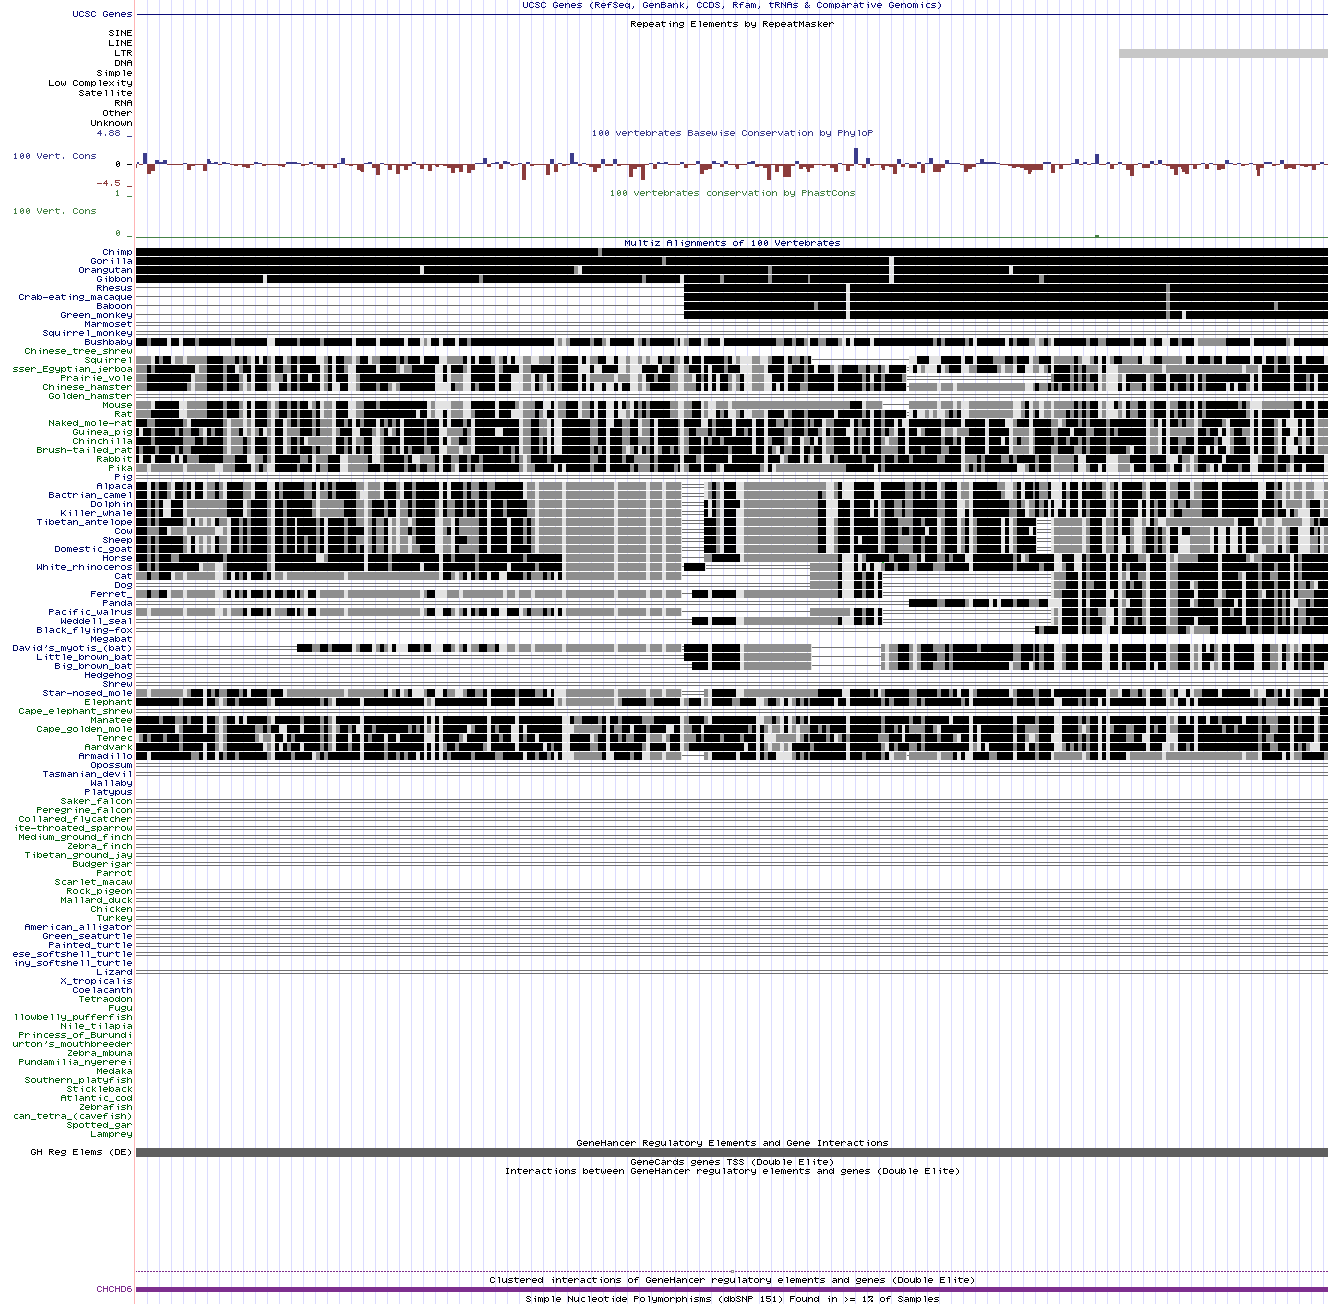 UCSC Genes (RefSeq, GenBank, CCDS, Rfam, tRNAs & Comparative Genomics)
UCSC Genes
Repeating Elements by RepeatMasker
SINE
LINE
LTR
DNA
Simple
Low Complexity
Satellite
RNA
Other
Unknown
4.88 _
100 vertebrates Basewise Conservation by PhyloP
100 Vert. Cons
0 -
-4.5 _
1 _
100 vertebrates conservation by PhastCons
100 Vert. Cons
0 _
Multiz Alignments of 100 Vertebrates
Chimp
Gorilla
Orangutan
Gibbon
Rhesus
Crab-eating_macaque
Baboon
Green_monkey
Marmoset
Squirrel_monkey
Bushbaby
Chinese_tree_shrew
Squirrel
sser_Egyptian_jerboa
Prairie_vole
Chinese_hamster
Golden_hamster
Mouse
Rat
Naked_mole-rat
Guinea_pig
Chinchilla
Brush-tailed_rat
Rabbit
Pika
Pig
Alpaca
Bactrian_camel
Dolphin
Killer_whale
Tibetan_antelope
Cow
Sheep
Domestic_goat
Horse
White_rhinoceros
Cat
Dog
Ferret_
Panda
Pacific_walrus
Weddell_seal
Black_flying-fox
Megabat
David's_myotis_(bat)
Little_brown_bat
Big_brown_bat
Hedgehog
Shrew
Star-nosed_mole
Elephant
Cape_elephant_shrew
Manatee
Cape_golden_mole
Tenrec
Aardvark
Armadillo
Opossum
Tasmanian_devil
Wallaby
Platypus
Saker_falcon
Peregrine_falcon
Collared_flycatcher
ite-throated_sparrow
Medium_ground_finch
Zebra_finch
Tibetan_ground_jay
Budgerigar
Parrot
Scarlet_macaw
Rock_pigeon
Mallard_duck
Chicken
Turkey
American_alligator
Green_seaturtle
Painted_turtle
ese_softshell_turtle
iny_softshell_turtle
Lizard
X_tropicalis
Coelacanth
Tetraodon
Fugu
llowbelly_pufferfish
Nile_tilapia
Princess_of_Burundi
urton's_mouthbreeder
Zebra_mbuna
Pundamilia_nyererei
Medaka
Southern_platyfish
Stickleback
Atlantic_cod
Zebrafish
can_tetra_(cavefish)
Spotted_gar
Lamprey
GeneHancer Regulatory Elements and Gene Interactions
GH Reg Elems (DE)
GeneCards genes TSS (Double Elite)
Interactions between GeneHancer regulatory elements and genes (Double Elite)
Clustered interactions of GeneHancer regulatory elements and genes (Double Elite)
CHCHD6
Simple Nucleotide Polymorphisms (dbSNP 151) Found in >= 1% of Samples